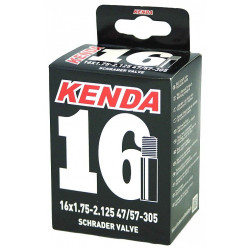 KENDA
16
16x1.75-2.125 47/57-305
SCHRADER VALVE